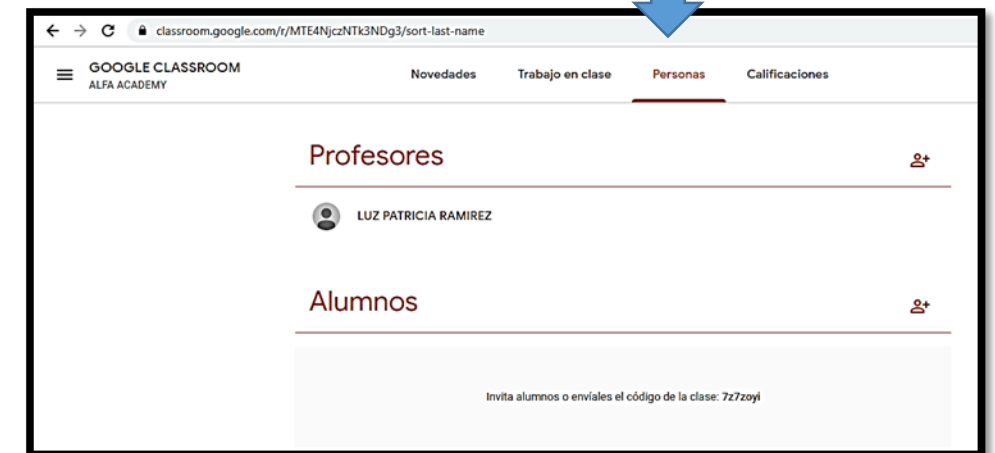 classroom.google.com/r/MTE4NjczNTk3NDg3/sort-last-name
GOOGLE CLASSROOM
ALFA ACADEMY
Novedades Trabajo en clase Personas Calificaciones
Profesores
LUZ PATRICIA RAMIREZ
Alumnos
Invita alumnos o envíales el código de la clase: 7z7zoyi